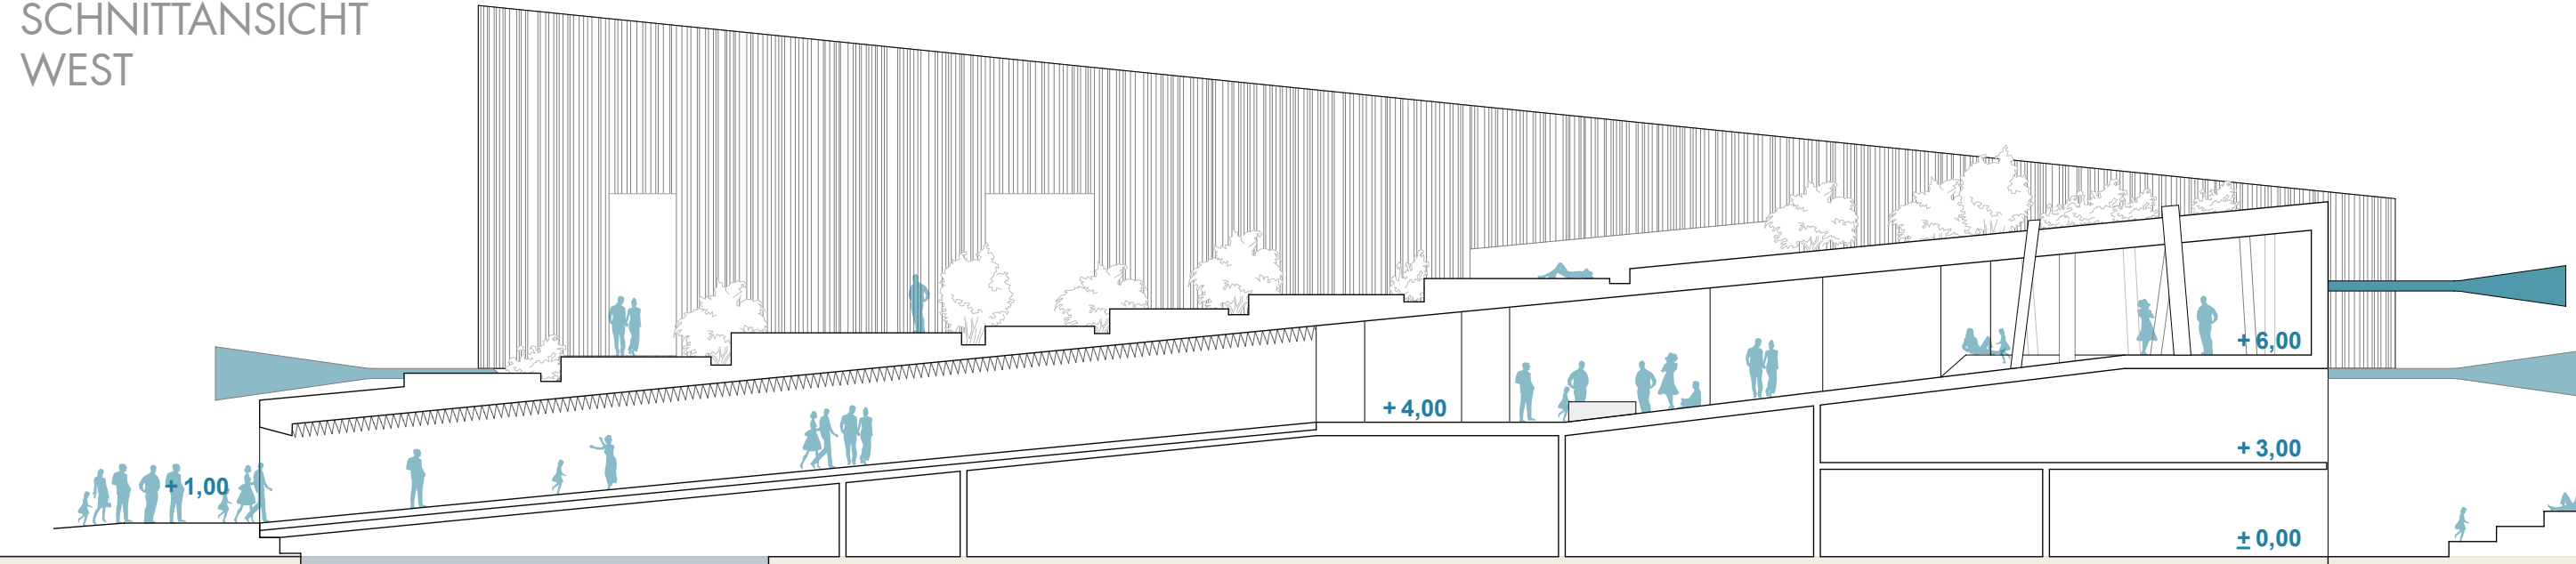 SCHNITTANSICHT
WEST
+ 6,00
+ 4,00
+ 3,00
+ 1,00
± 0,00